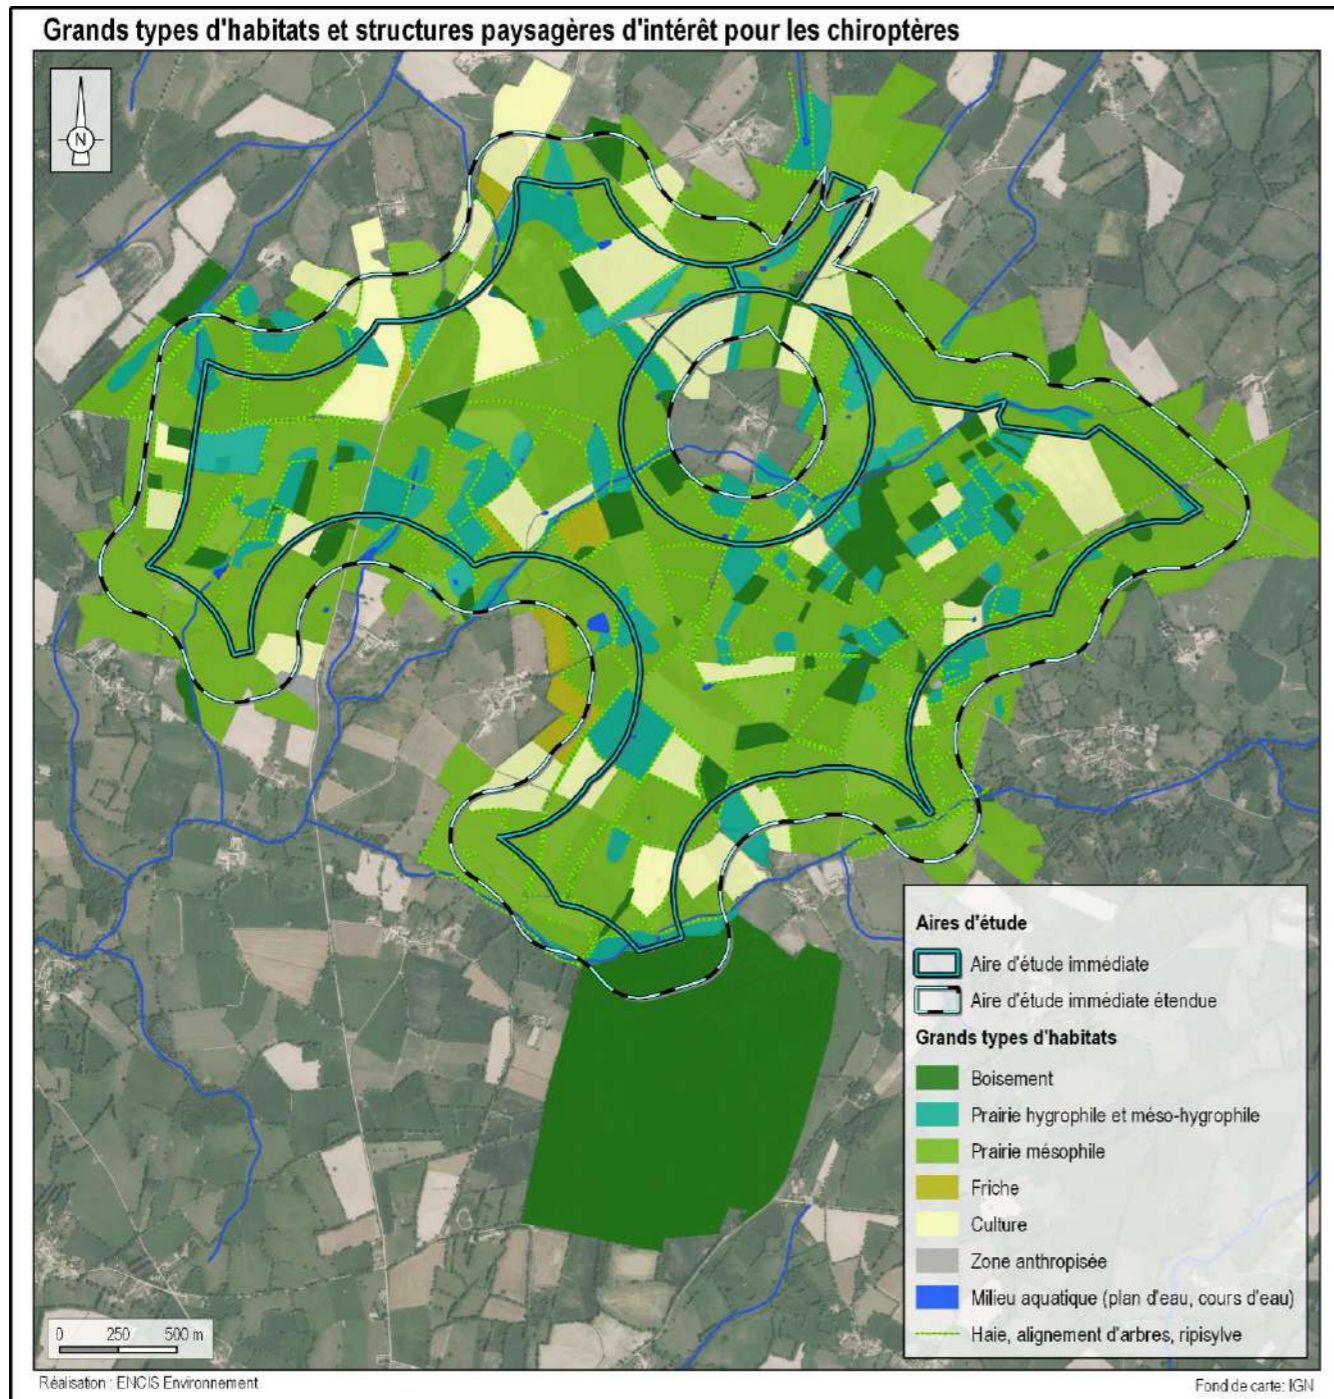 Grands types d'habitats et structures paysagères d'intérêt pour les chiroptères
N
Aires d'étude
Aire d'étude immédiate
Aire d'étude immédiate étendue
Grands types d'habitats
Boisement
Prairie hygrophile et méso-hygrophile
Prairie mésophile
Friche
Culture
Zone anthropisée
Milieu aquatique (plan d'eau, cours d'eau)
Haie, alignement d'arbres, ripisylve
0 250 500 m
Réalisation : ENCIS Environnement
Fond de carte: IGN